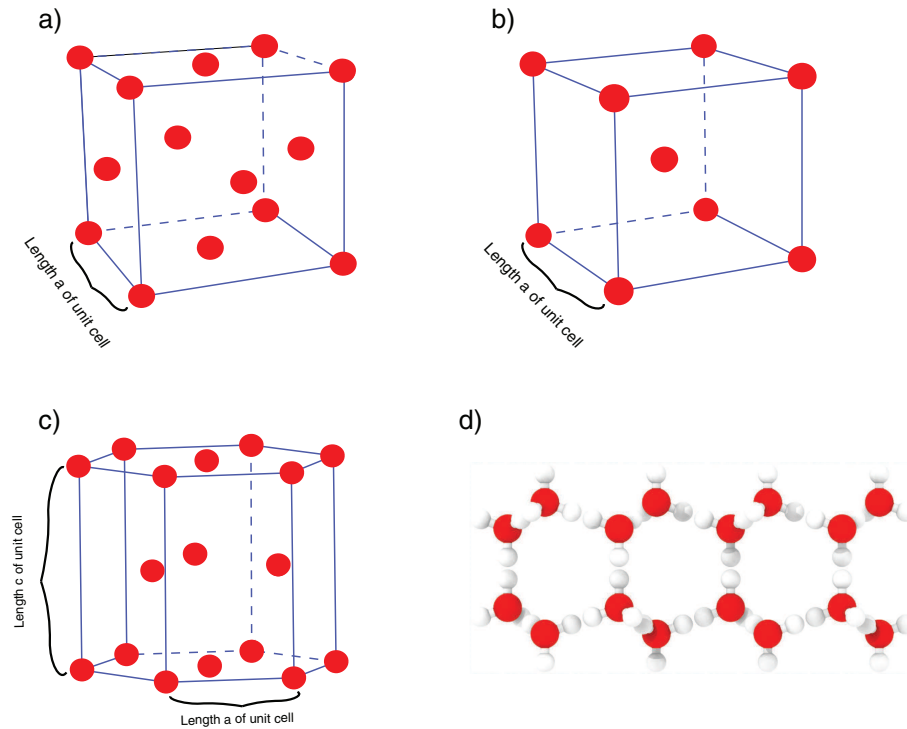 a)
b)
Length a of unit cell
Length a of unit cell
c)
d)
Length c of unit cell
Length a of unit cell